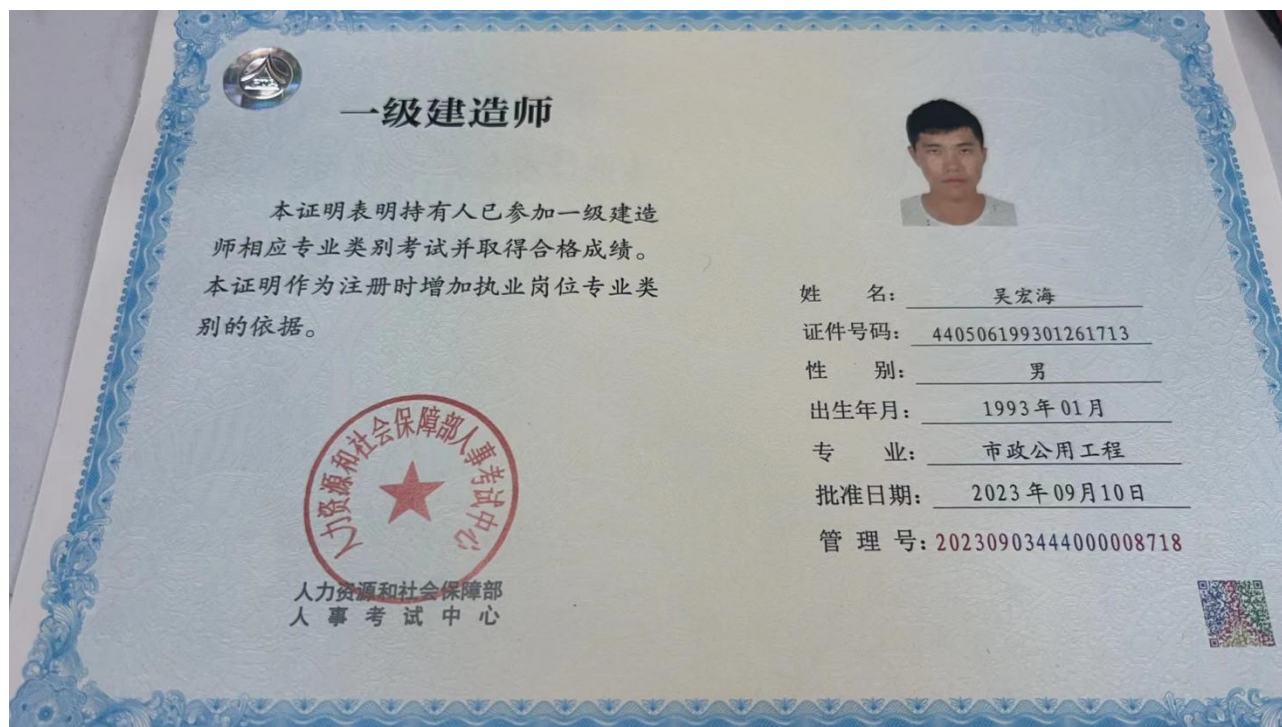 一级建造师
本证明表明持有人已参加一级建造
师相应专业类别考试并取得合格成绩。
本证明作为注册时增加执业岗位专业类
别的依据。
人力资源和社会保障部人事考试中心
人力资源和社会保障部
人事考试中心
姓 名: 吴宏海
证件号码: 440506199301261713
性 别: 男
出生年月: 1993年01月
专 业: 市政公用工程
批准日期: 2023年09月10日
管 理 号: 20230903444000008718